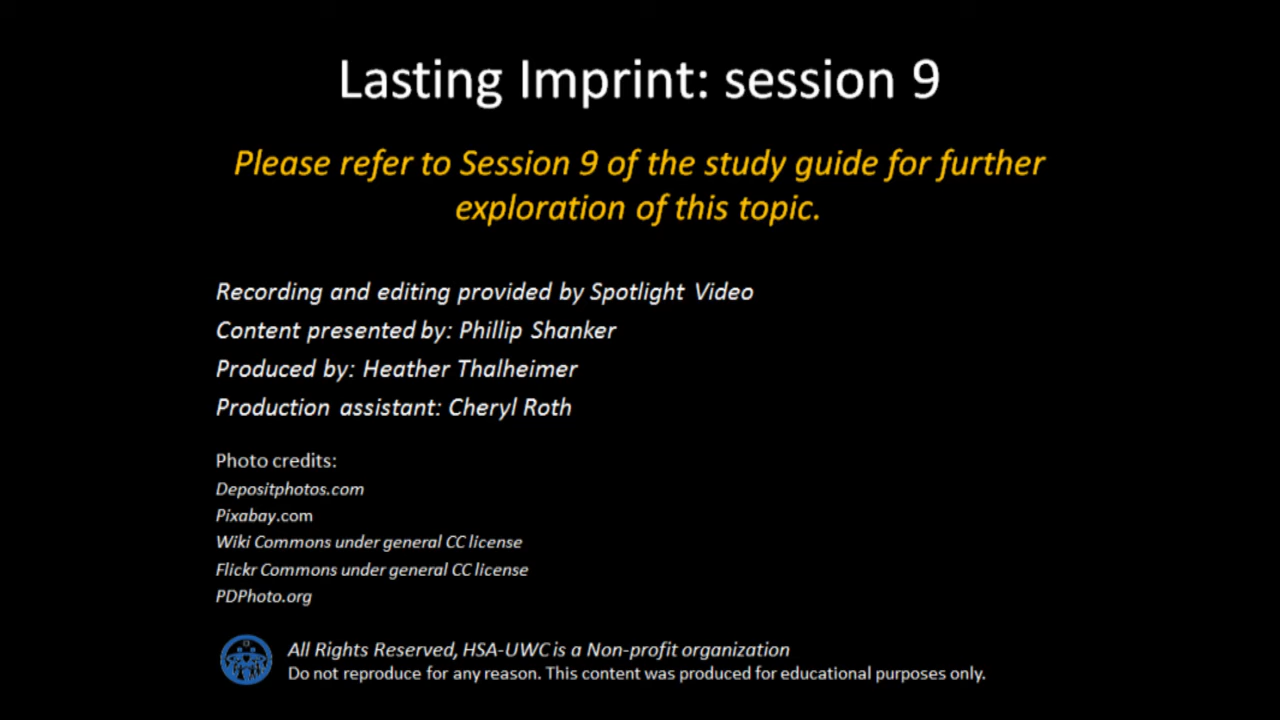 Lasting Imprint: session 9
Please refer to Session 9 of the study guide for further
exploration of this topic.
Recording and editing provided by Spotlight Video
Content presented by: Phillip Shanker
Produced by: Heather Thalheimer
Production assistant: Cheryl Roth
Photo credits:
Depositphotos.com
Pixabay.com
Wiki Commons under general CC license
Flickr Commons under general CC license
PDPhoto.org
All Rights Reserved, HSA-UWC is a Non-profit organization
Do not reproduce for any reason. This content was produced for educational purposes only.